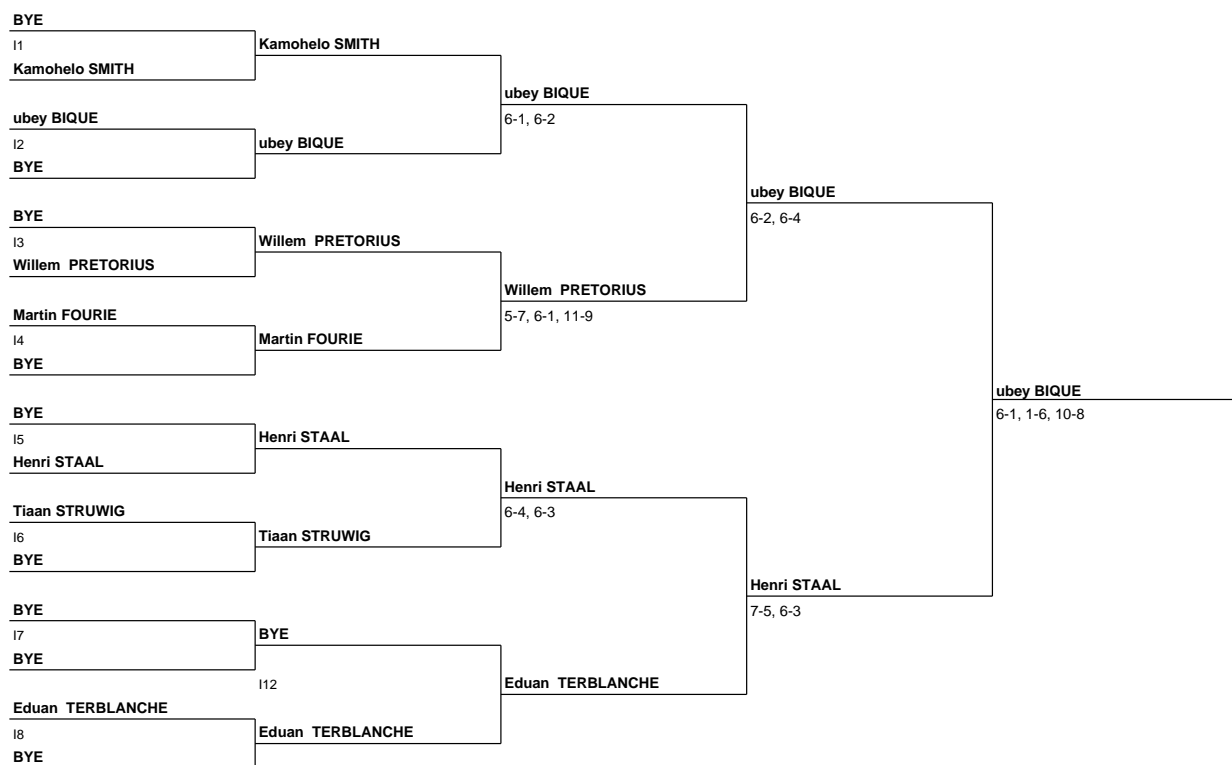 BYE
I1
Kamohelo SMITH
ubey BIQUE
I2
BYE
BYE
I3
Willem PRETORIUS
Martin FOURIE
I4
BYE
BYE
I5
Henri STAAL
Tiaan STRUWIG
I6
BYE
BYE
I7
BYE
Eduan TERBLANCHE
I8
BYE
Kamohelo SMITH
ubey BIQUE
Willem PRETORIUS
Martin FOURIE
Henri STAAL
Tiaan STRUWIG
BYE
I12
Eduan TERBLANCHE
ubey BIQUE
6-1, 6-2
Willem PRETORIUS
5-7, 6-1, 11-9
Henri STAAL
6-4, 6-3
Eduan TERBLANCHE
ubey BIQUE
6-2, 6-4
Henri STAAL
7-5, 6-3
ubey BIQUE
6-1, 1-6, 10-8